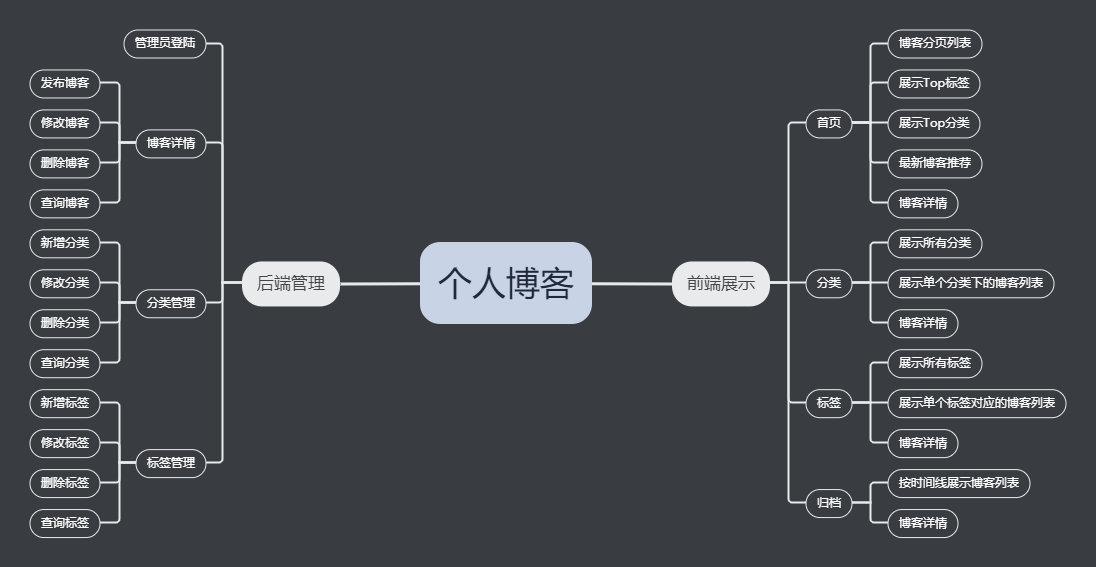 个人博客
后端管理
管理员登陆
博客详情
发布博客
修改博客
删除博客
查询博客
分类管理
新增分类
修改分类
删除分类
查询分类
标签管理
新增标签
修改标签
删除标签
查询标签
前端展示
首页
博客分页列表
展示Top标签
展示Top分类
最新博客推荐
博客详情
分类
展示所有分类
展示单个分类下的博客列表
博客详情
标签
展示所有标签
展示单个标签对应的博客列表
博客详情
归档
按时间线展示博客列表
博客详情